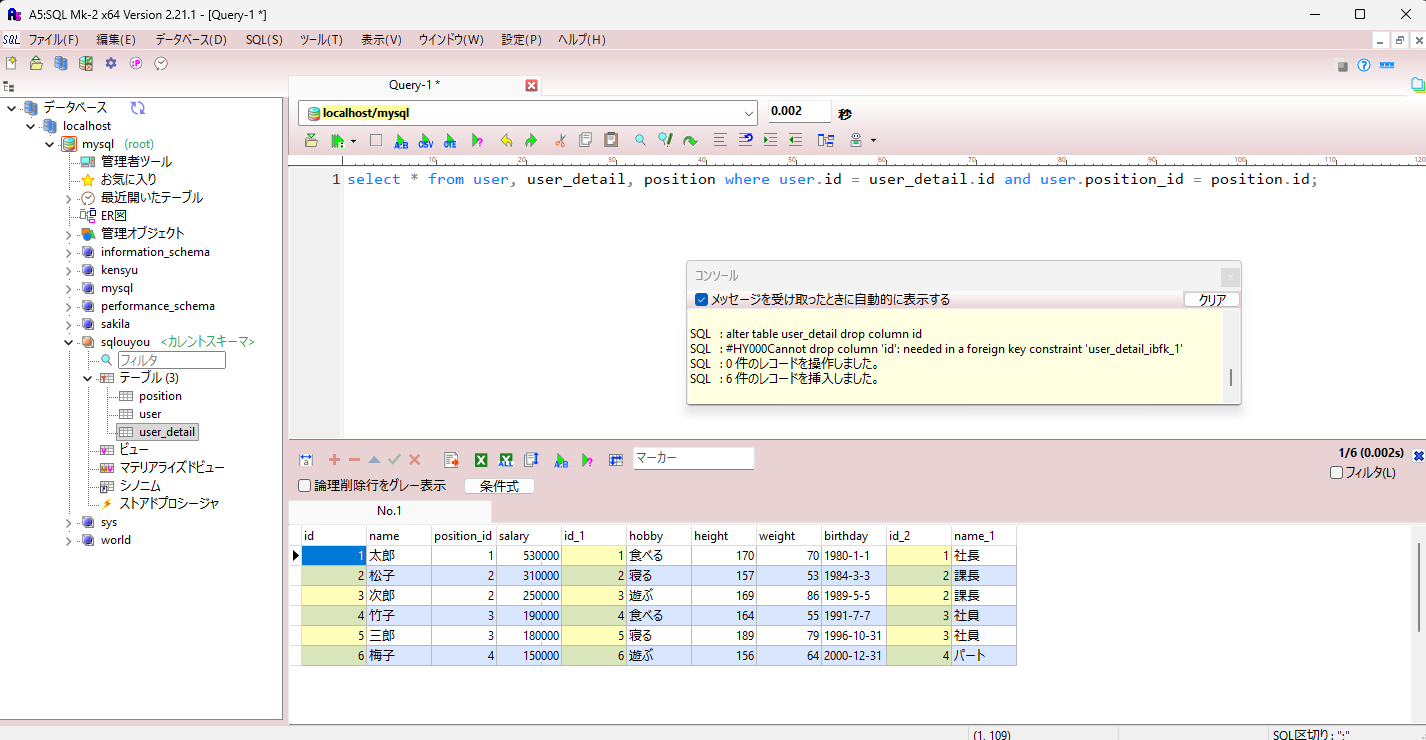 A5:SQL Mk-2 x64 Version 2.21.1 - [Query-1 *]
SQL ファイル(F) 編集(E) データベース(D) SQL(S) ツール(T) 表示(V) ウインドウ(W) 設定(P) ヘルプ(H)
データベース
localhost
mysql (root)
管理者ツール
お気に入り
最近開いたテーブル
ER図
管理オブジェクト
information_schema
kensyu
mysql
performance_schema
sakila
sqlouyou <カレントスキーマ>
フィルタ
テーブル (3)
position
user
user_detail
ビュー
マテリアライズドビュー
シノニム
ストアドプロシージャ
sys
world
Query-1 *
localhost/mysql 0.002 秒
A:B CSV CTE
10 20 30 40 50 60 70 80 90 100 110 120
1 select * from user, user_detail, position where user.id = user_detail.id and user.position_id = position.id;
コンソール
メッセージを受け取ったときに自動的に表示する クリア
SQL : alter table user_detail drop column id
SQL : #HY000Cannot drop column 'id': needed in a foreign key constraint 'user_detail_ibfk_1'
SQL : 0 件のレコードを操作しました。
SQL : 6 件のレコードを挿入しました。
ALL A:B マーカー 1/6 (0.002s)
論理削除行をグレー表示 条件式 フィルタ(L)
No.1
id name position_id salary id_1 hobby height weight birthday id_2 name_1
1 太郎 1 530000 1 食べる 170 70 1980-1-1 1 社長
2 松子 2 310000 2 寝る 157 53 1984-3-3 2 課長
3 次郎 2 250000 3 遊ぶ 169 86 1989-5-5 2 課長
4 竹子 3 190000 4 食べる 164 55 1991-7-7 3 社員
5 三郎 3 180000 5 寝る 189 79 1996-10-31 3 社員
6 梅子 4 150000 6 遊ぶ 156 64 2000-12-31 4 パート
(1, 109) SQL区切り: ";"